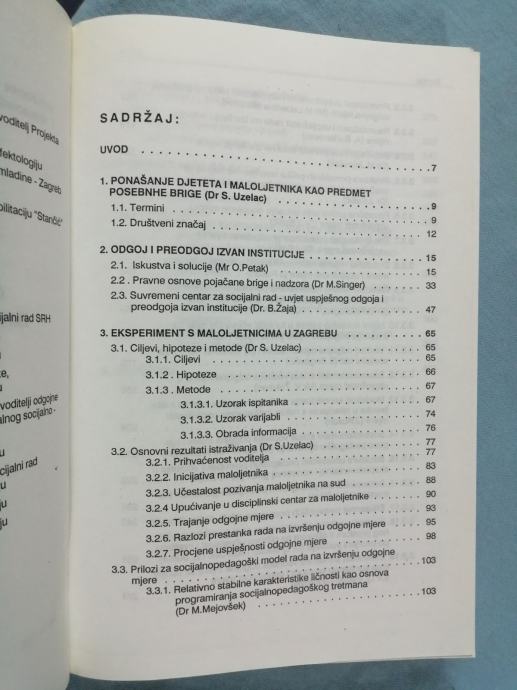 voditelj Projekta
fektologiju
mladine - Zagreb
bilitaciju "Stančić"
jalni rad SRH
te,
voditelji odgojne
alnog socijalno -
u
cijalni rad
ju
ju
SADRŽAJ:
UVOD . . . 7
1. PONAŠANJE DJETETA I MALOLJETNIKA KAO PREDMET
POSEBNHE BRIGE (Dr S. Uzelac) . . . 9
1.1. Termini . . . 9
1.2. Društveni značaj . . . 12
2. ODGOJ I PREODGOJ IZVAN INSTITUCIJE . . . 15
2.1. Iskustva i solucije (Mr O.Petak) . . . 15
2.2 . Pravne osnove pojačane brige i nadzora (Dr M.Singer) . . . 33
2.3. Suvremeni centar za socijalni rad - uvjet uspješnog odgoja i
preodgoja izvan institucije (Dr. B.Žaja) . . . 47
3. EKSPERIMENT S MALOLJETNICIMA U ZAGREBU . . . 65
3.1. Ciljevi, hipoteze i metode (Dr S. Uzelac) . . . 65
3.1.1. Ciljevi . . . 65
3.1.2 . Hipoteze . . . 66
3.1.3 . Metode . . . 67
3.1.3.1. Uzorak ispitanika . . . 67
3.1.3.2. Uzorak varijabli . . . 74
3.1.3.3. Obrada informacija . . . 76
3.2. Osnovni rezultati istraživanja (Dr S.Uzelac) . . . 77
3.2.1. Prihvaćenost voditelja . . . 77
3.2.2. Inicijativa maloljetnika . . . 83
3.2.3. Učestalost pozivanja maloljetnika na sud . . . 88
3.2.4 Upućivanje u disciplinski centar za maloljetnike . . . 90
3.2.5. Trajanje odgojne mjere . . . 93
3.2.6. Razlozi prestanka rada na izvršenju odgojne mjere . . . 95
3.2.7. Procjene uspješnosti odgojne mjere . . . 98
3.3. Prilozi za socijalnopedagoški model rada na izvršenju odgojne
mjere . . . 103
3.3.1. Relativno stabilne karakteristike ličnosti kao osnova
programiranja socijalnopedagoškog tretmana
(Dr M.Mejovšek) . . . 103